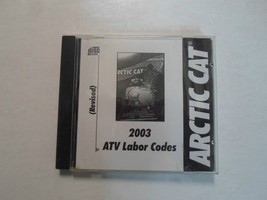 (Revised)
ARCTIC CAT
2003
ATV Labor Codes
ARCTIC CAT